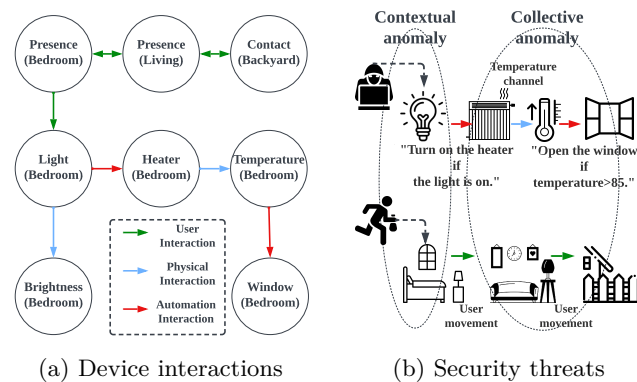 Presence
(Bedroom)
Presence
(Living)
Contact
(Backyard)
Light
(Bedroom)
Heater
(Bedroom)
Temperature
(Bedroom)
Brightness
(Bedroom)
User
Interaction
Physical
Interaction
Automation
Interaction
Window
(Bedroom)
(a) Device interactions
Contextual
anomaly
Collective
anomaly
Temperature
channel
"Turn on the heater
if
the light is on."
"Open the window
if
temperature>85."
User
movement
User
movement
(b) Security threats